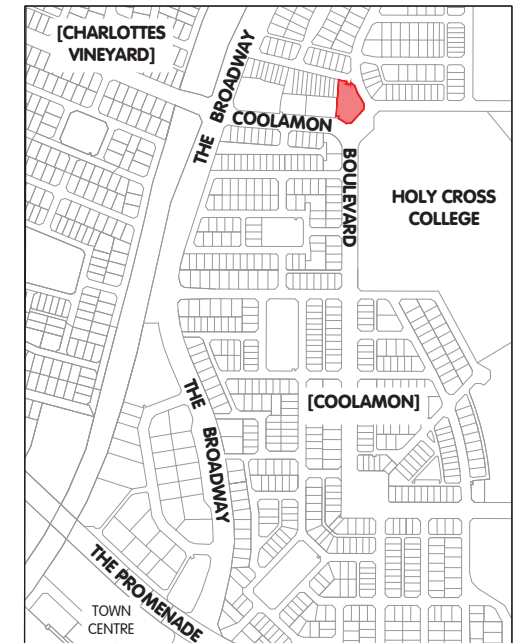 [CHARLOTTES
VINEYARD]
THE BROADWAY
COOLAMON
BOULEVARD
HOLY CROSS
COLLEGE
[COOLAMON]
THE BROADWAY
THE PROMENADE
TOWN
CENTRE